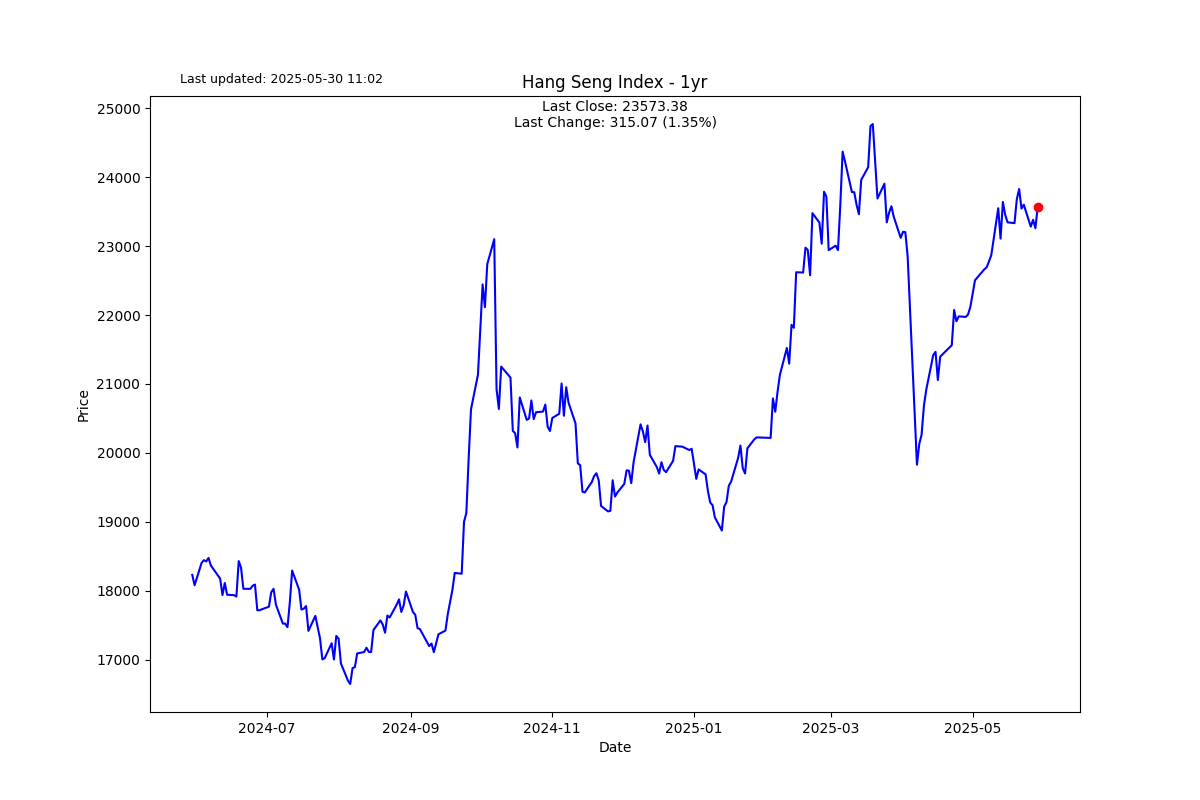 Last updated: 2025-05-30 11:02
Hang Seng Index - 1yr
Last Close: 23573.38
Last Change: 315.07 (1.35%)
Price
25000
24000
23000
22000
21000
20000
19000
18000
17000
2024-07
2024-09
2024-11
2025-01
2025-03
2025-05
Date